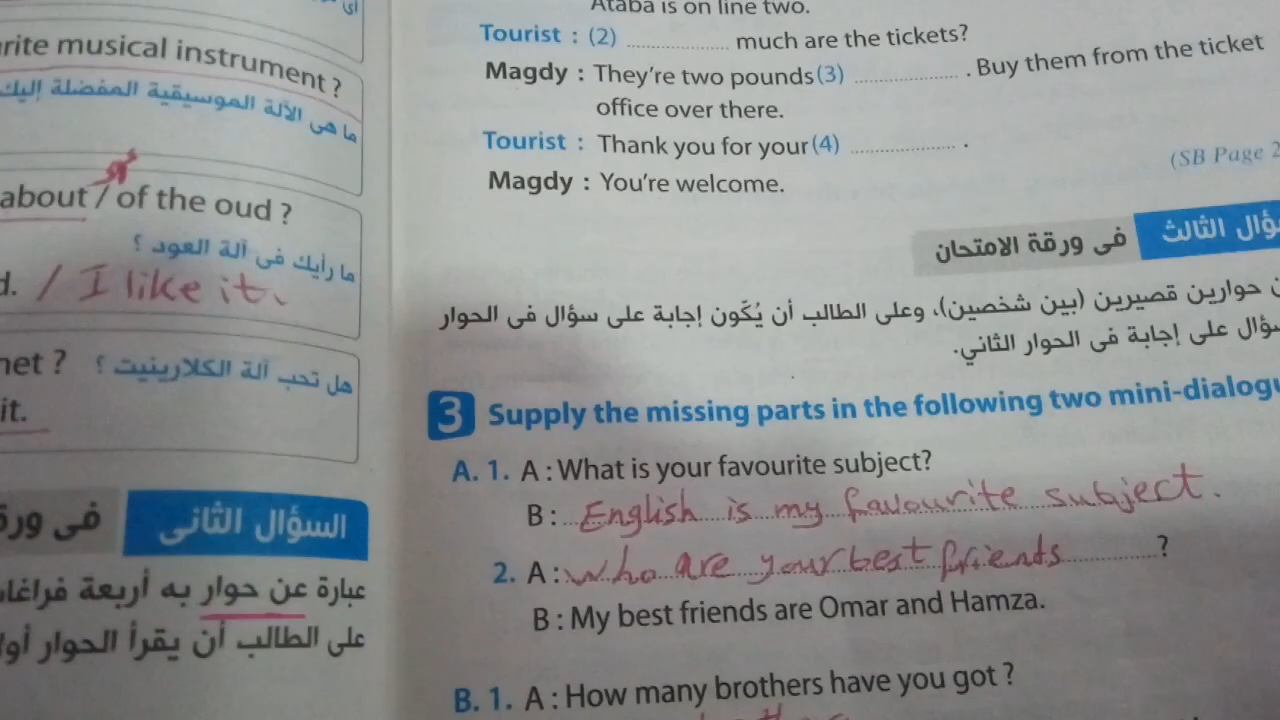 rite musical instrument ?
ما هى الآلة الموسيقية المفضلة إليك
about / of the oud ?
أو
ما رأيك فى آلة العود ؟
d. / I like it.
net ? هل تحب آلة الكلارينيت ؟
it.
السؤال الثانى فى ورق
عبارة عن حوار به أربعة فراغات
على الطالب أن يقرأ الحوار أول
Ataba is on line two.
Tourist : (2) .................... much are the tickets?
Magdy : They're two pounds(3) .................... . Buy them from the ticket
office over there.
Tourist : Thank you for your(4) .................... .
Magdy : You're welcome.
(SB Page 2
ؤال الثالث فى ورقة الامتحان
ن حوارين قصيرين (بين شخصين)، وعلى الطالب أن يُكَون إجابة على سؤال فى الحوار
سؤال على إجابة فى الحوار الثاني.
3 Supply the missing parts in the following two mini-dialogu
A. 1. A : What is your favourite subject?
B : English is my favourite subject.
2. A : who are your best friends ?
B : My best friends are Omar and Hamza.
B. 1. A : How many brothers have you got ?